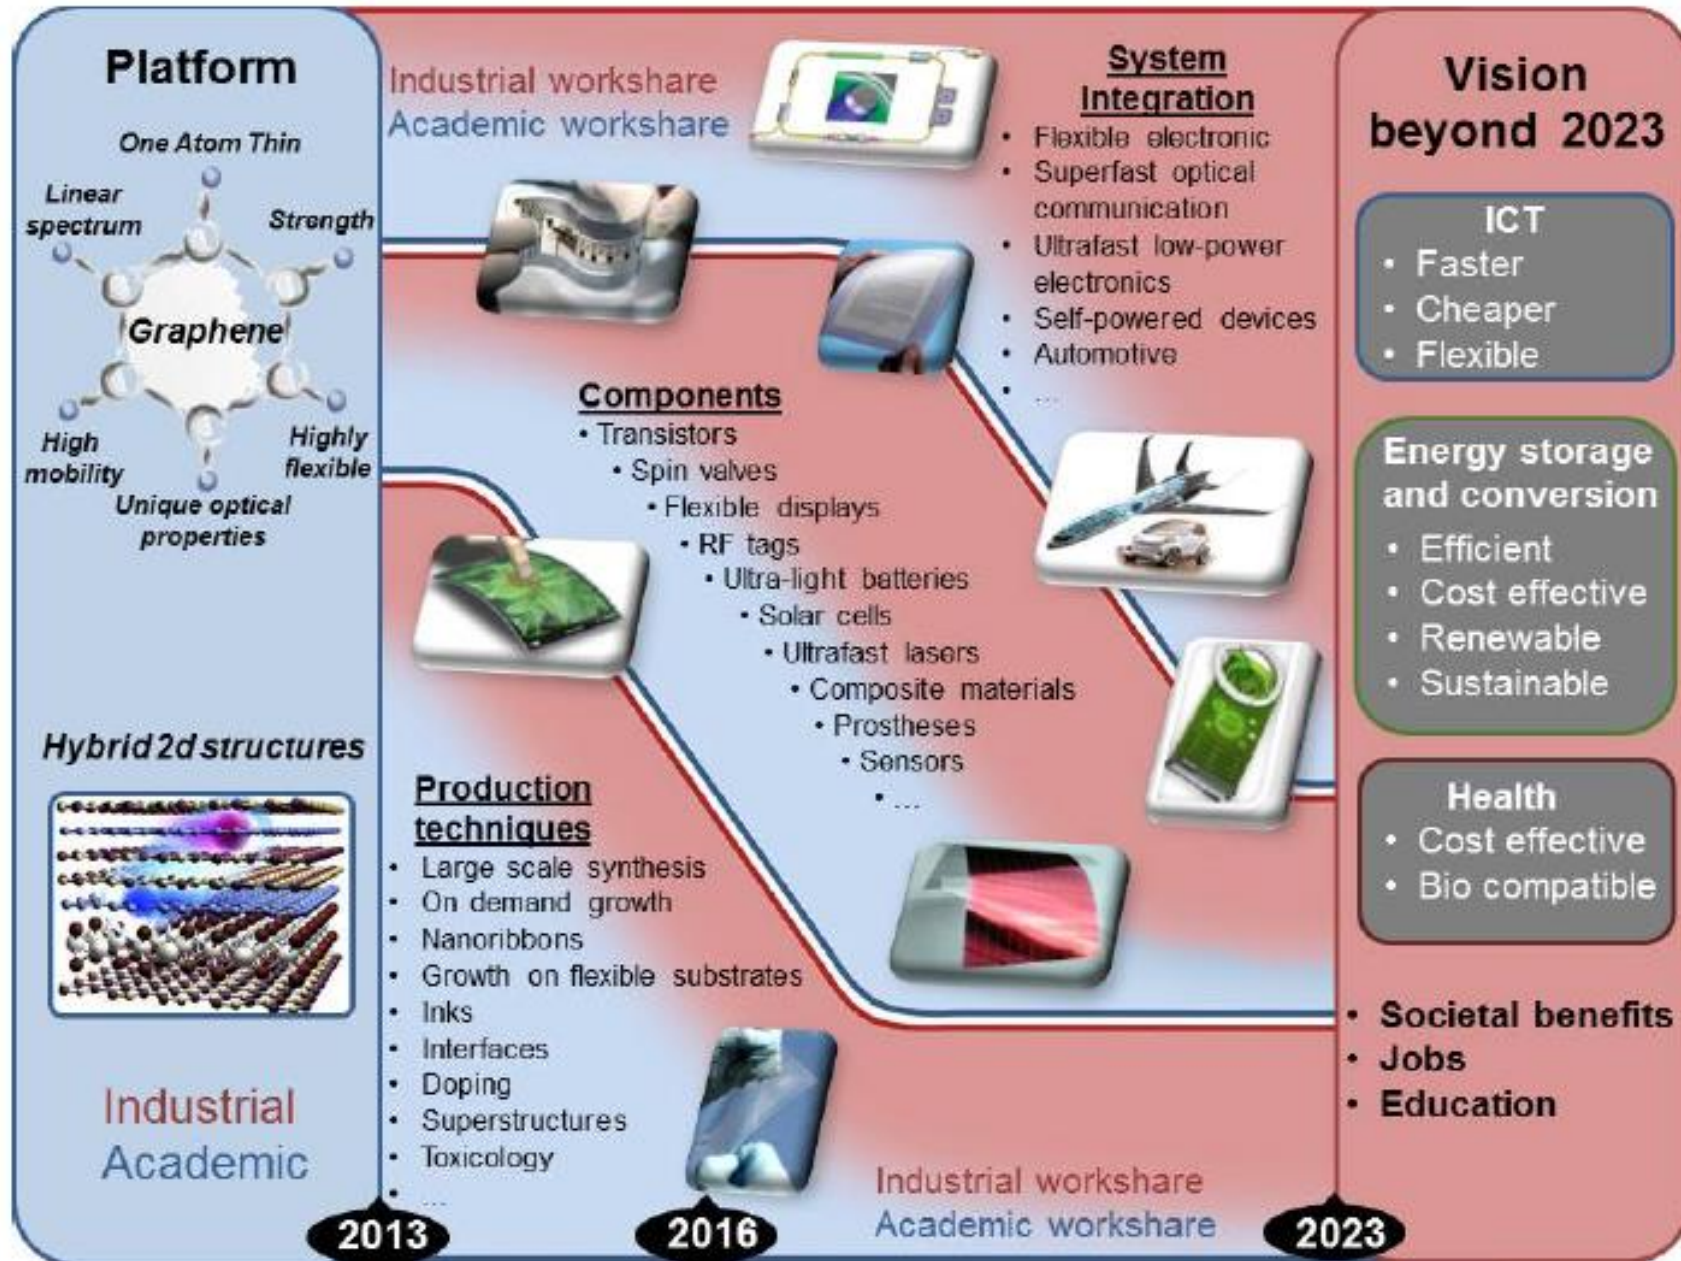 Platform
One Atom Thin
Linear
spectrum
Strength
Graphene
High
mobility
Highly
flexible
Unique optical
properties
Hybrid 2d structures
Industrial
Academic
Industrial workshare
Academic workshare
System
Integration
• Flexible electronic
• Superfast optical
communication
• Ultrafast low-power
electronics
• Self-powered devices
• Automotive
• ...
Components
• Transistors
• Spin valves
• Flexible displays
• RF tags
• Ultra-light batteries
• Solar cells
• Ultrafast lasers
• Composite materials
• Prostheses
• Sensors
• ...
Production
techniques
• Large scale synthesis
• On demand growth
• Nanoribbons
• Growth on flexible substrates
• Inks
• Interfaces
• Doping
• Superstructures
• Toxicology
• ...
Industrial workshare
Academic workshare
Vision
beyond 2023
ICT
• Faster
• Cheaper
• Flexible
Energy storage
and conversion
• Efficient
• Cost effective
• Renewable
• Sustainable
Health
• Cost effective
• Bio compatible
• Societal benefits
• Jobs
• Education
2013
2016
2023